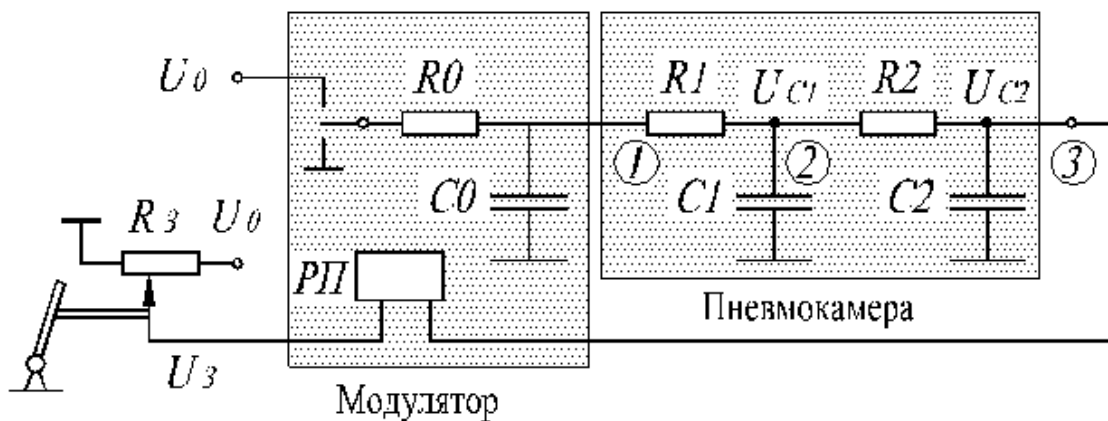 U0 R0 R1 UC1 R2 UC2
1 2 3
C0 C1 C2
R3 U0
РП
Пневмокамера
U3
Модулятор